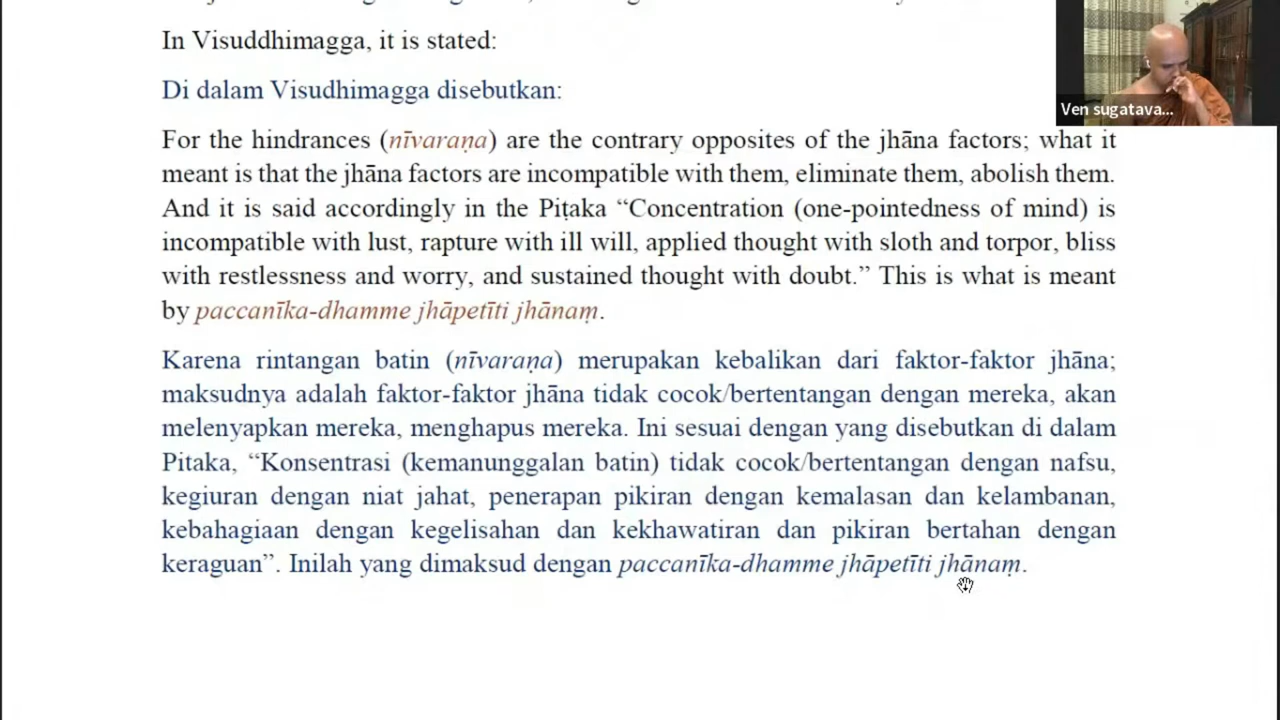 In Visuddhimagga, it is stated:
Di dalam Visudhimagga disebutkan:
Ven sugatava...
For the hindrances (nīvaraṇa) are the contrary opposites of the jhāna factors; what it
meant is that the jhāna factors are incompatible with them, eliminate them, abolish them.
And it is said accordingly in the Piṭaka “Concentration (one-pointedness of mind) is
incompatible with lust, rapture with ill will, applied thought with sloth and torpor, bliss
with restlessness and worry, and sustained thought with doubt.” This is what is meant
by paccanīka-dhamme jhāpetīti jhānaṃ.
Karena rintangan batin (nīvaraṇa) merupakan kebalikan dari faktor-faktor jhāna;
maksudnya adalah faktor-faktor jhāna tidak cocok/bertentangan dengan mereka, akan
melenyapkan mereka, menghapus mereka. Ini sesuai dengan yang disebutkan di dalam
Pitaka, “Konsentrasi (kemanunggalan batin) tidak cocok/bertentangan dengan nafsu,
kegiuran dengan niat jahat, penerapan pikiran dengan kemalasan dan kelambanan,
kebahagiaan dengan kegelisahan dan kekhawatiran dan pikiran bertahan dengan
keraguan”. Inilah yang dimaksud dengan paccanīka-dhamme jhāpetīti jhānaṃ.